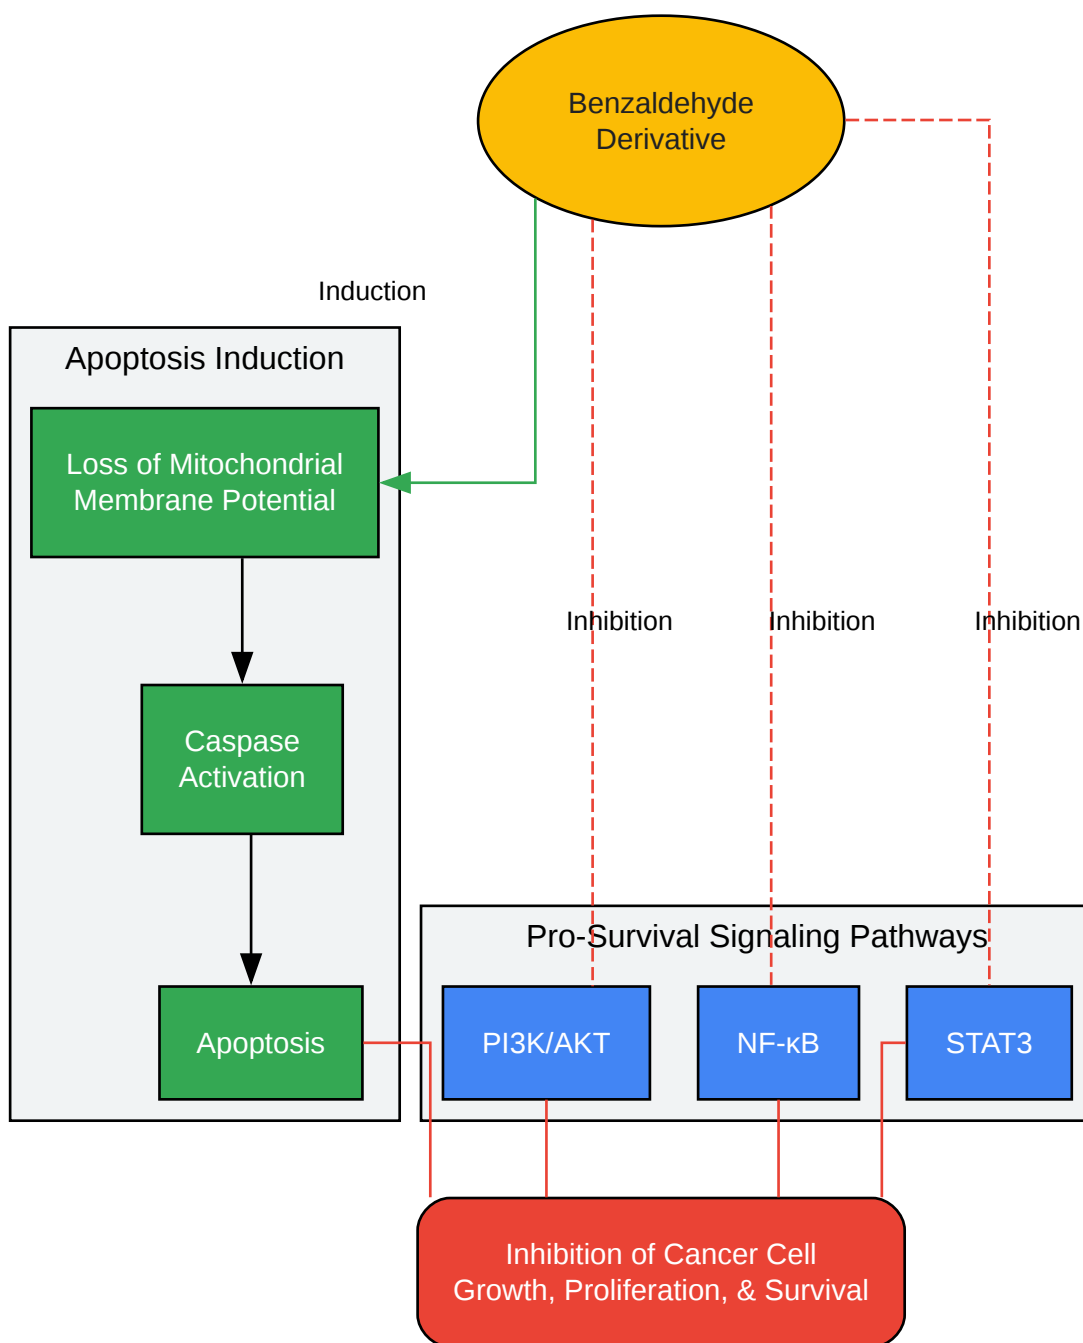 Benzaldehyde
Derivative
Induction
Apoptosis Induction
Loss of Mitochondrial
Membrane Potential
Inhibition
Inhibition
Inhibition
Caspase
Activation
Pro-Survival Signaling Pathways
Apoptosis
PI3K/AKT
NF-κB
STAT3
Inhibition of Cancer Cell
Growth, Proliferation, & Survival